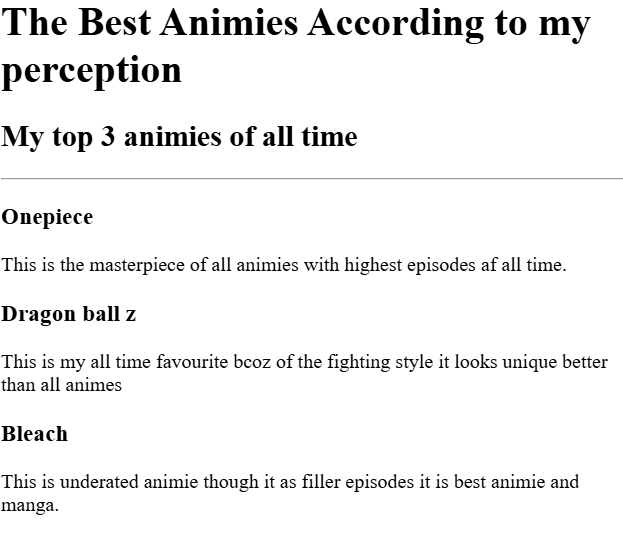 The Best Animies According to my
perception
My top 3 animies of all time
Onepiece
This is the masterpiece of all animies with highest episodes af all time.
Dragon ball z
This is my all time favourite bcoz of the fighting style it looks unique better
than all animes
Bleach
This is underated animie though it as filler episodes it is best animie and
manga.